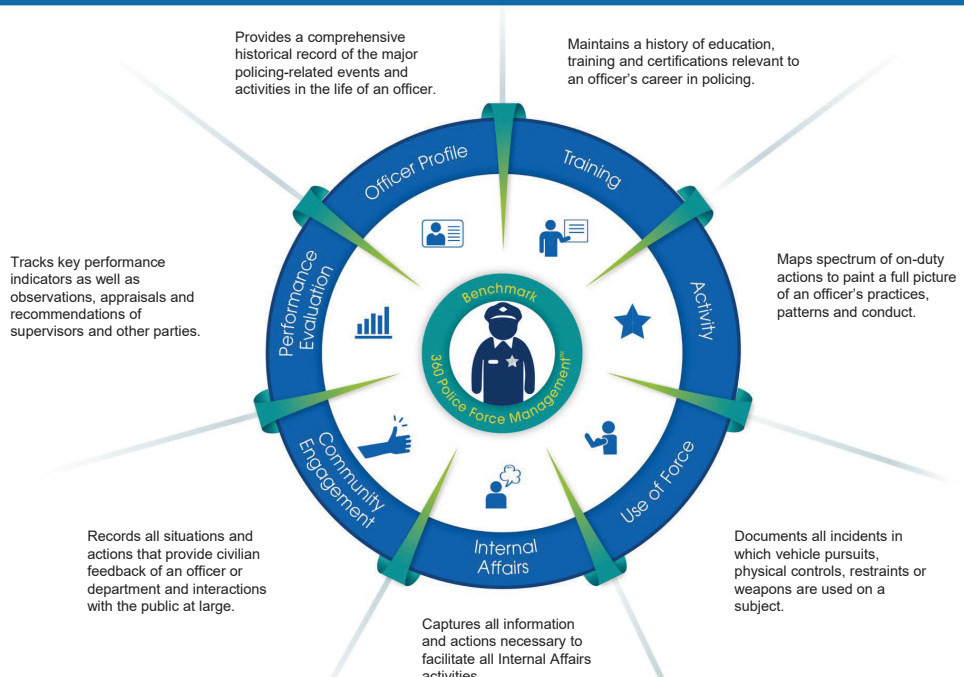 Provides a comprehensive
historical record of the major
policing-related events and
activities in the life of an officer.
Maintains a history of education,
training and certifications relevant to
an officer's career in policing.
Officer Profile
Training
Tracks key performance
indicators as well as
observations, appraisals and
recommendations of
supervisors and other parties.
Performance
Evaluation
Benchmark
360 Police Force Management™
Activity
Maps spectrum of on-duty
actions to paint a full picture
of an officer's practices,
patterns and conduct.
Community
Engagement
Internal
Affairs
Use of Force
Records all situations and
actions that provide civilian
feedback of an officer or
department and interactions
with the public at large.
Documents all incidents in
which vehicle pursuits,
physical controls, restraints or
weapons are used on a
subject.
Captures all information
and actions necessary to
facilitate all Internal Affairs
activities